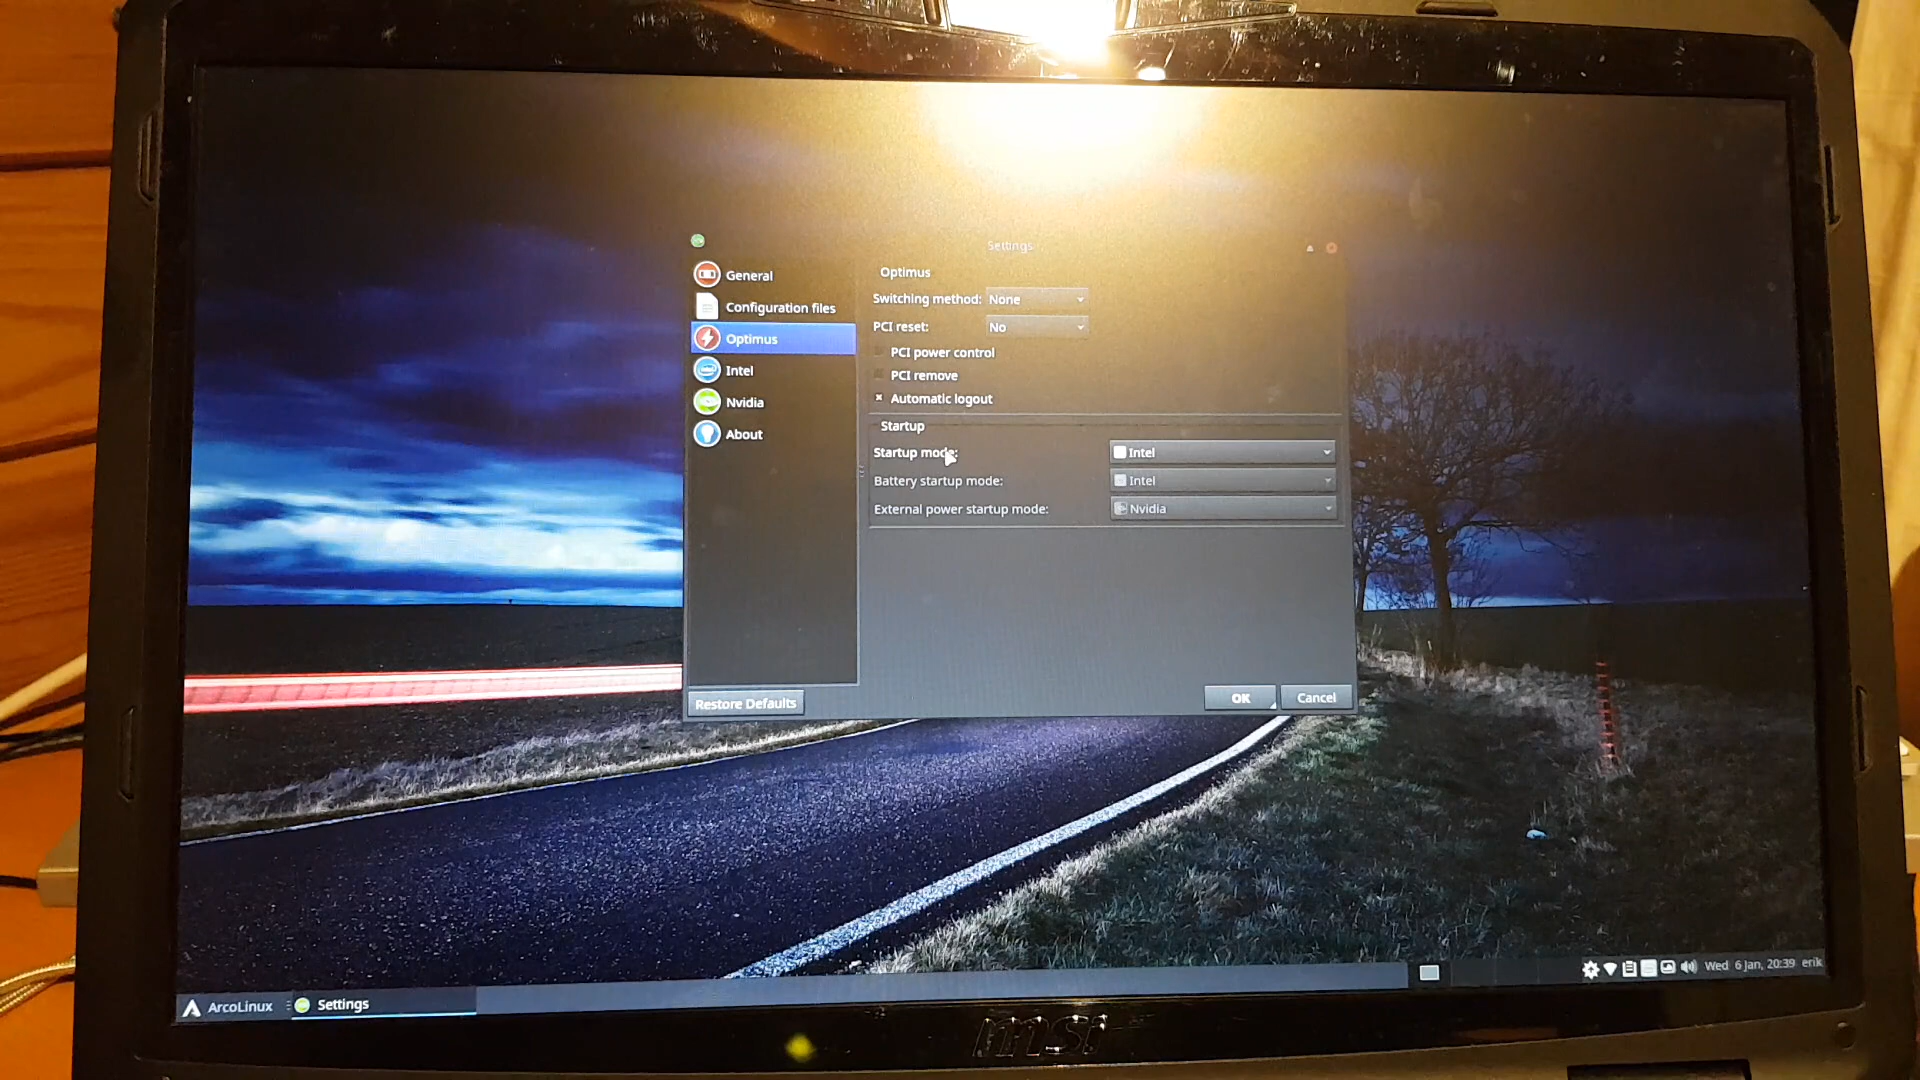 Settings
General
Configuration files
Optimus
Intel
Nvidia
About
Optimus
Switching method: None
PCI reset: No
PCI power control
PCI remove
Automatic logout
Startup
Startup mode: Intel
Battery startup mode: Intel
External power startup mode: Nvidia
Restore Defaults
OK
Cancel
ArcoLinux
Settings
Wed 6 Jan, 20:39 erik
msi